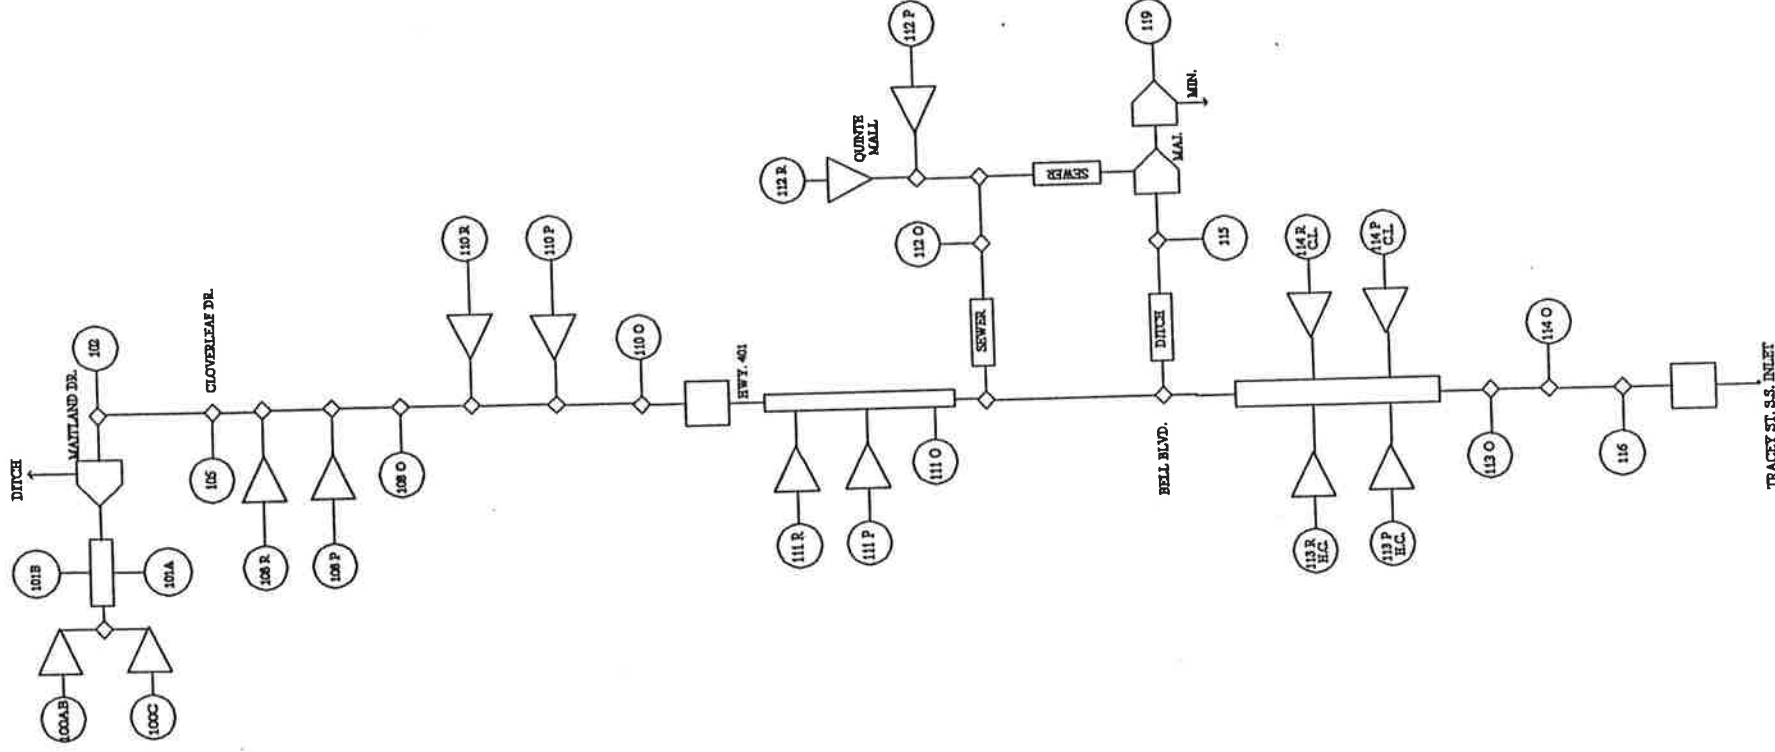 DITCH
MAITLAND DR.
102
101B
101A
100AB
100C
CLOVERLEAF DR.
105
108 R
108 P
108 O
110 R
110 P
110 O
HWY. 401
111 R
111 P
111 O
112 P
112 R
QUINTE
MALL
112 O
SEWER
SEWER
119
MIN.
MAJ.
DITCH
115
BELL BLVD.
114 R
C.L.
114 P
C.L.
113 R
H.C.
113 P
H.C.
113 O
114 O
116
TRACEY ST. S.S. INLET